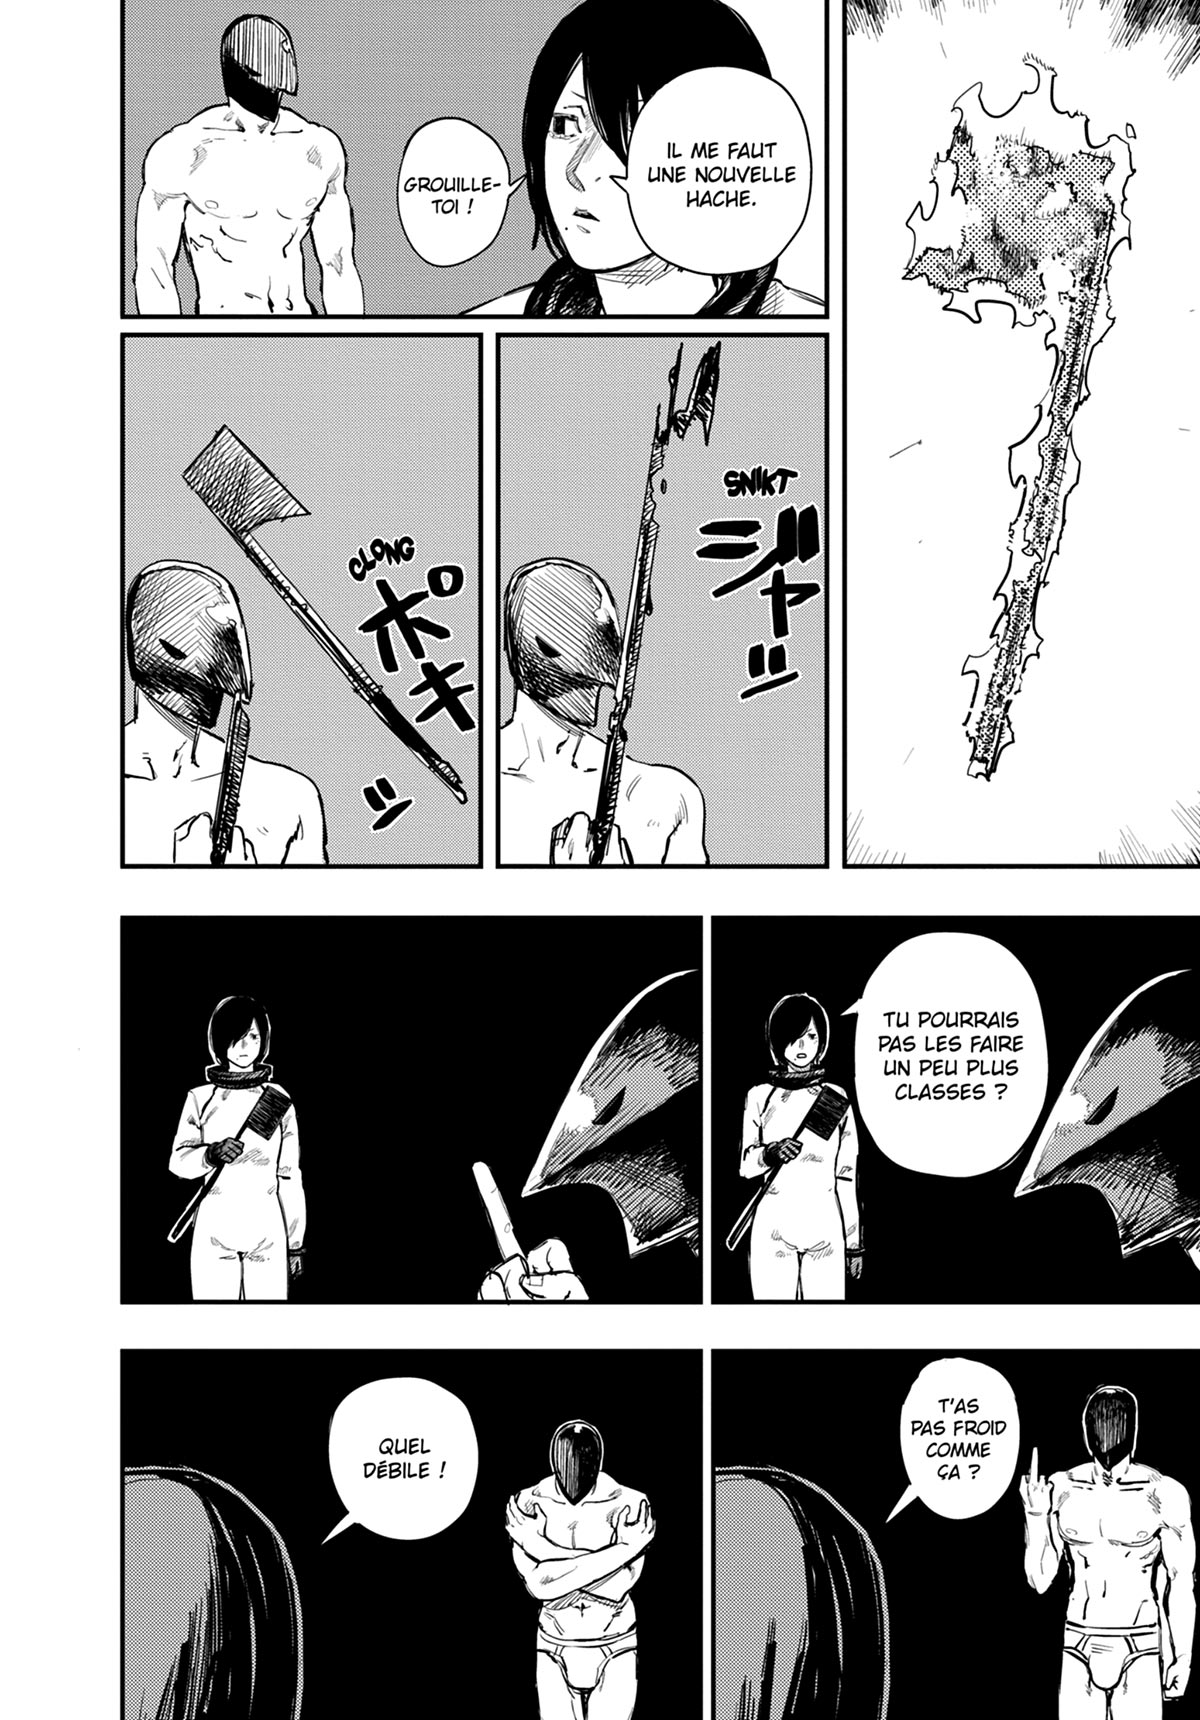 IL ME FAUT
UNE NOUVELLE
HACHE.
GROUILLE-
TOI !
SNIKT
ジャッ
CLONG
ポキッ
TU POURRAIS
PAS LES FAIRE
UN PEU PLUS
CLASSES ?
T'AS
PAS FROID
COMME
ÇA ?
QUEL
DÉBILE !